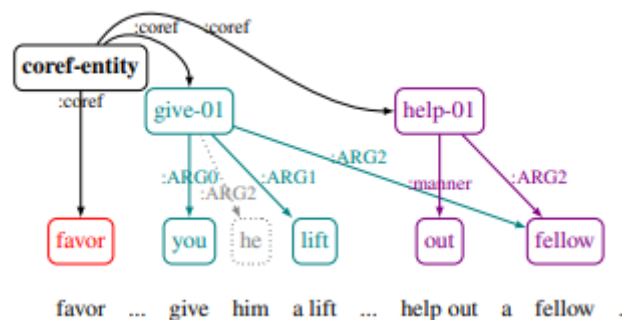 :coref :coref
coref-entity
:coref
give-01 help-01
:ARG2
:ARG0 :ARG2 :ARG1 :manner :ARG2
favor you he lift out fellow
favor ... give him a lift ... help out a fellow .